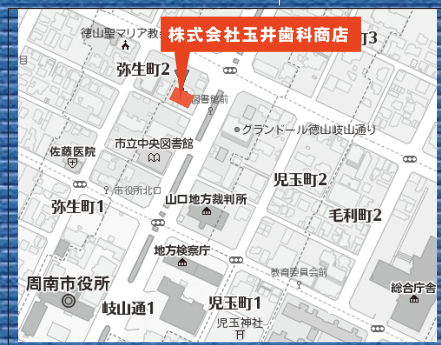 徳山聖マリア教会
株式会社玉井歯科商店
町3
弥生町2
図書館前
グランドール徳山岐山通り
市立中央図書館
佐藤医院
児玉町2
市役所北口
山口地方裁判所
弥生町1
毛利町2
地方検察庁
教育委員会前
周南市役所
総合庁舎
岐山通1
児玉町1
児玉神社